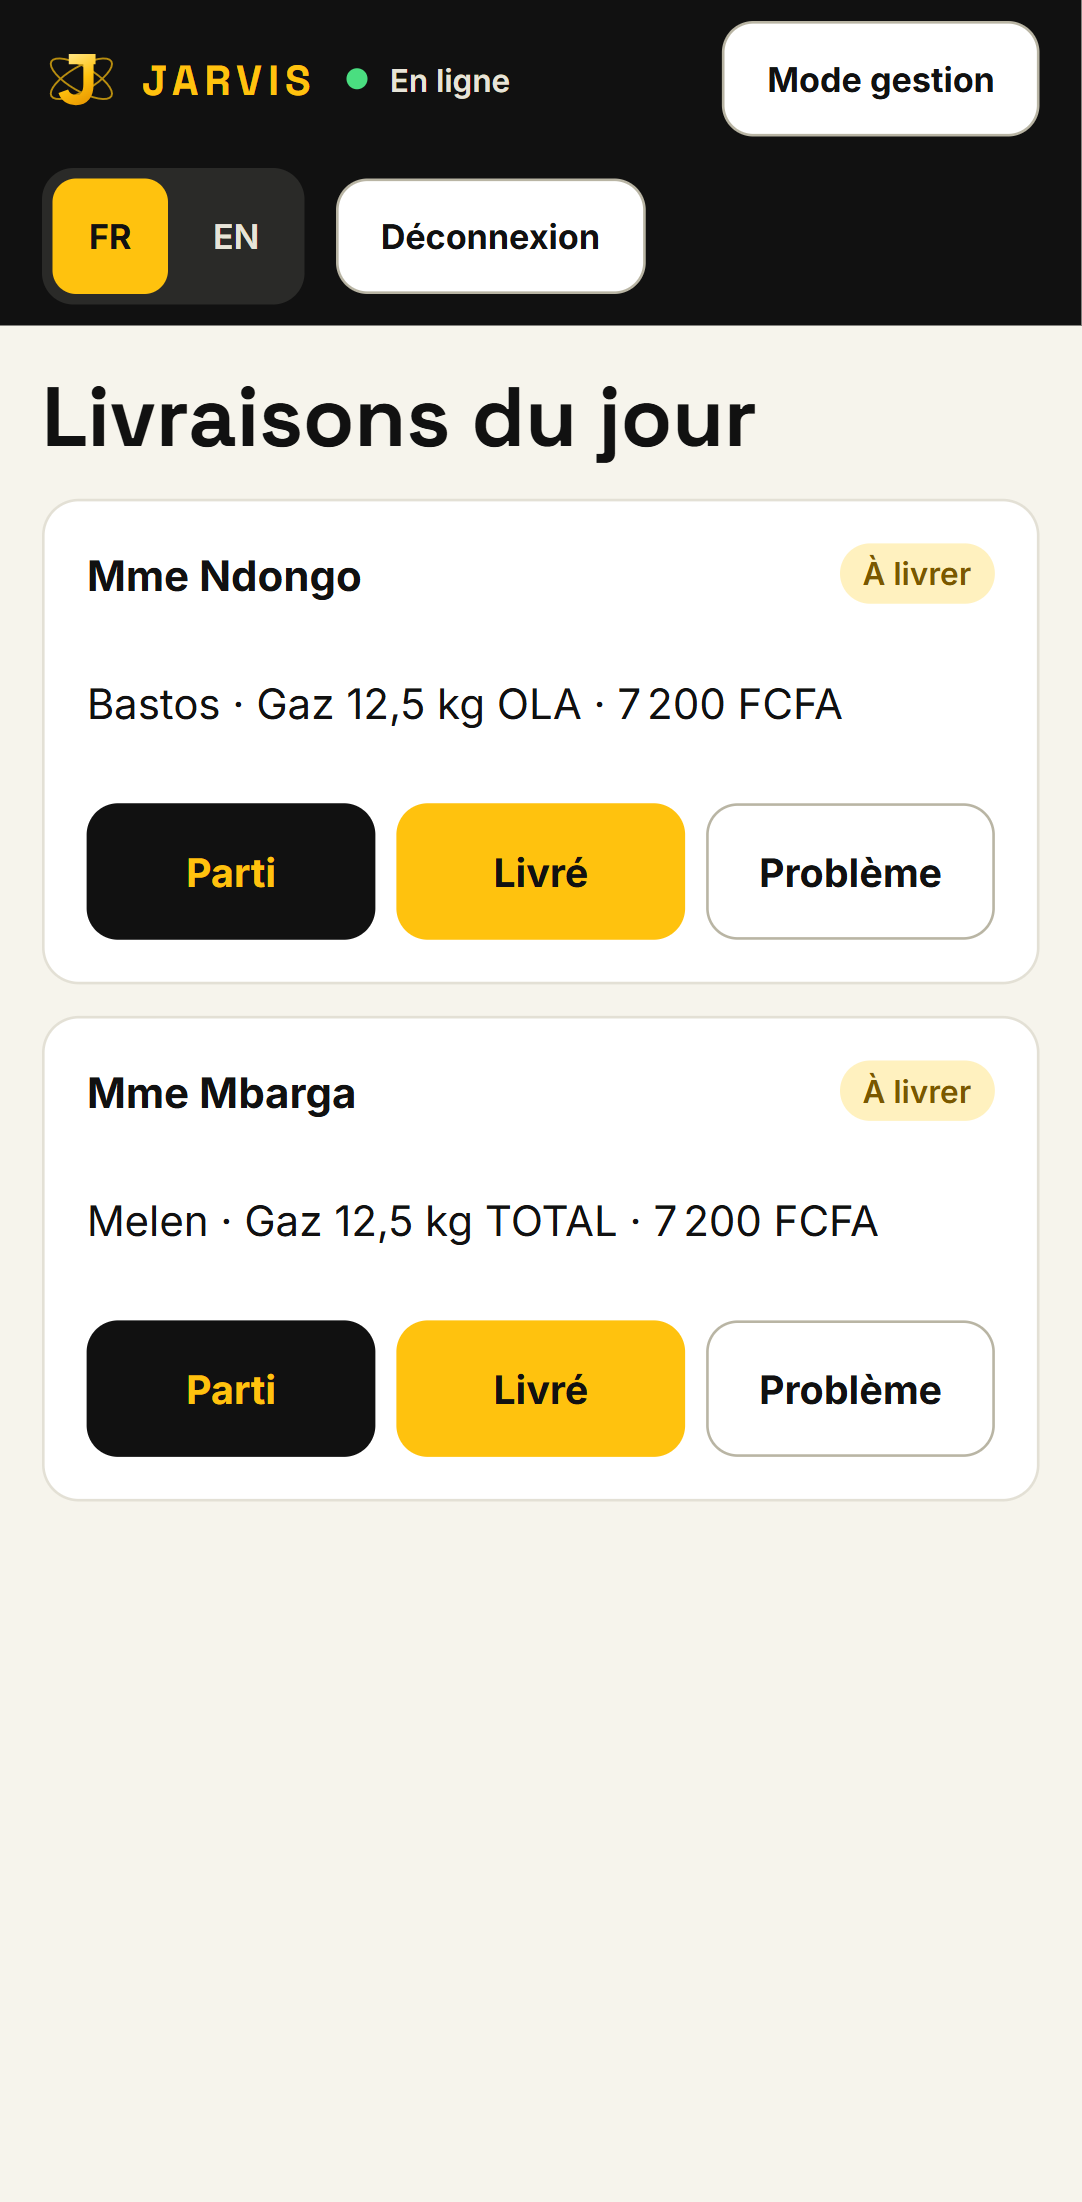 J JARVIS En ligne Mode gestion
FR EN Déconnexion
Livraisons du jour
Mme Ndongo À livrer
Bastos · Gaz 12,5 kg OLA · 7 200 FCFA
Parti Livré Problème
Mme Mbarga À livrer
Melen · Gaz 12,5 kg TOTAL · 7 200 FCFA
Parti Livré Problème